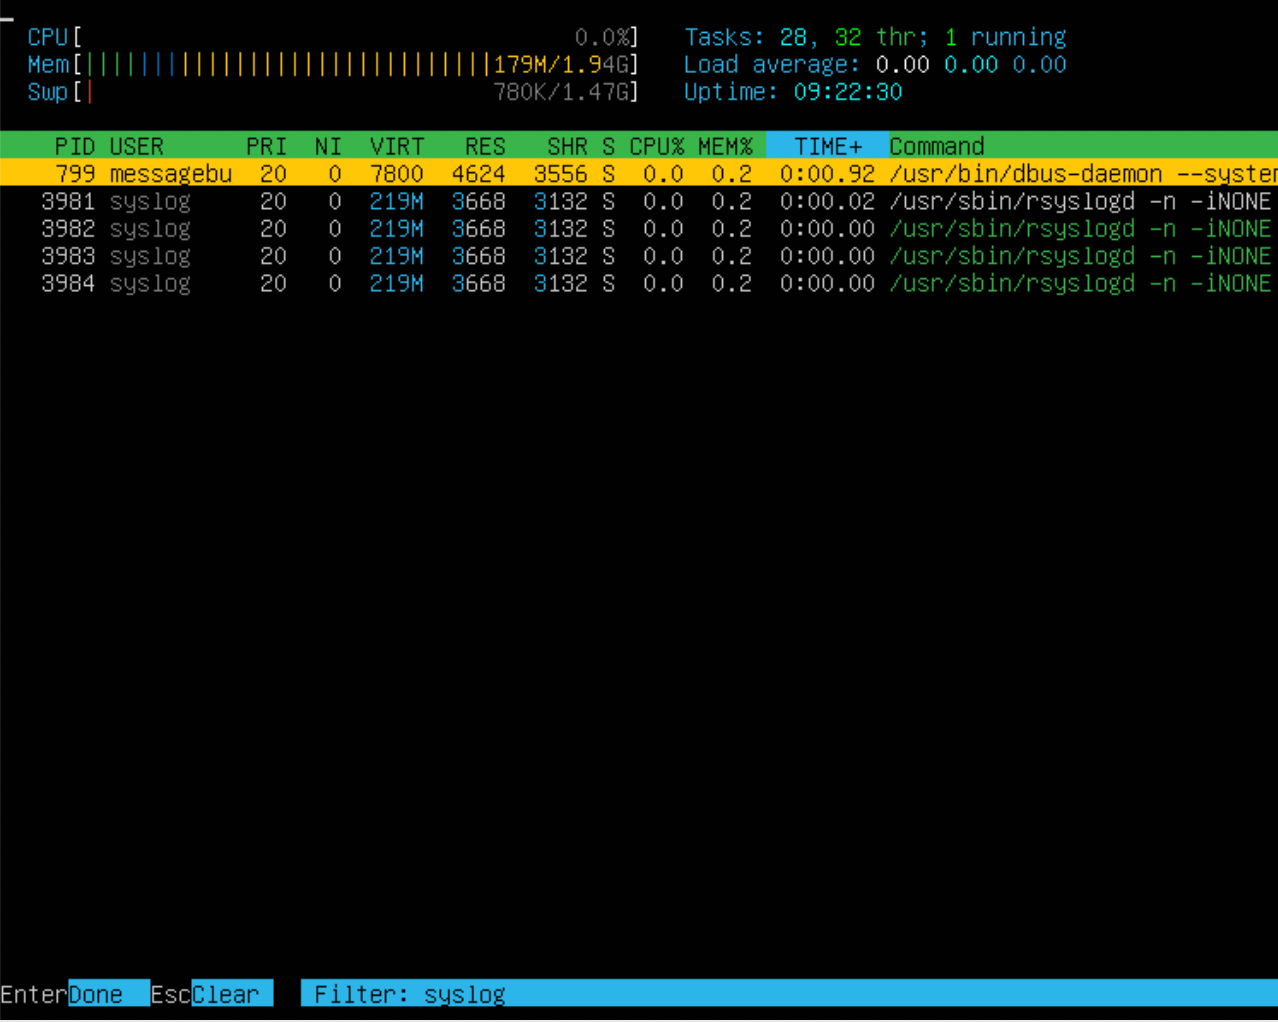 CPU[ 0.0%] Tasks: 28, 32 thr; 1 running
Mem[||||||||||||||||||||||||||||||179M/1.94G] Load average: 0.00 0.00 0.00
Swp[| 780K/1.47G] Uptime: 09:22:30
PID USER PRI NI VIRT RES SHR S CPU% MEM% TIME+ Command
799 messagebu 20 0 7800 4624 3556 S 0.0 0.2 0:00.92 /usr/bin/dbus-daemon --system
3981 syslog 20 0 219M 3668 3132 S 0.0 0.2 0:00.02 /usr/sbin/rsyslogd -n -iNONE
3982 syslog 20 0 219M 3668 3132 S 0.0 0.2 0:00.00 /usr/sbin/rsyslogd -n -iNONE
3983 syslog 20 0 219M 3668 3132 S 0.0 0.2 0:00.00 /usr/sbin/rsyslogd -n -iNONE
3984 syslog 20 0 219M 3668 3132 S 0.0 0.2 0:00.00 /usr/sbin/rsyslogd -n -iNONE
EnterDone EscClear Filter: syslog